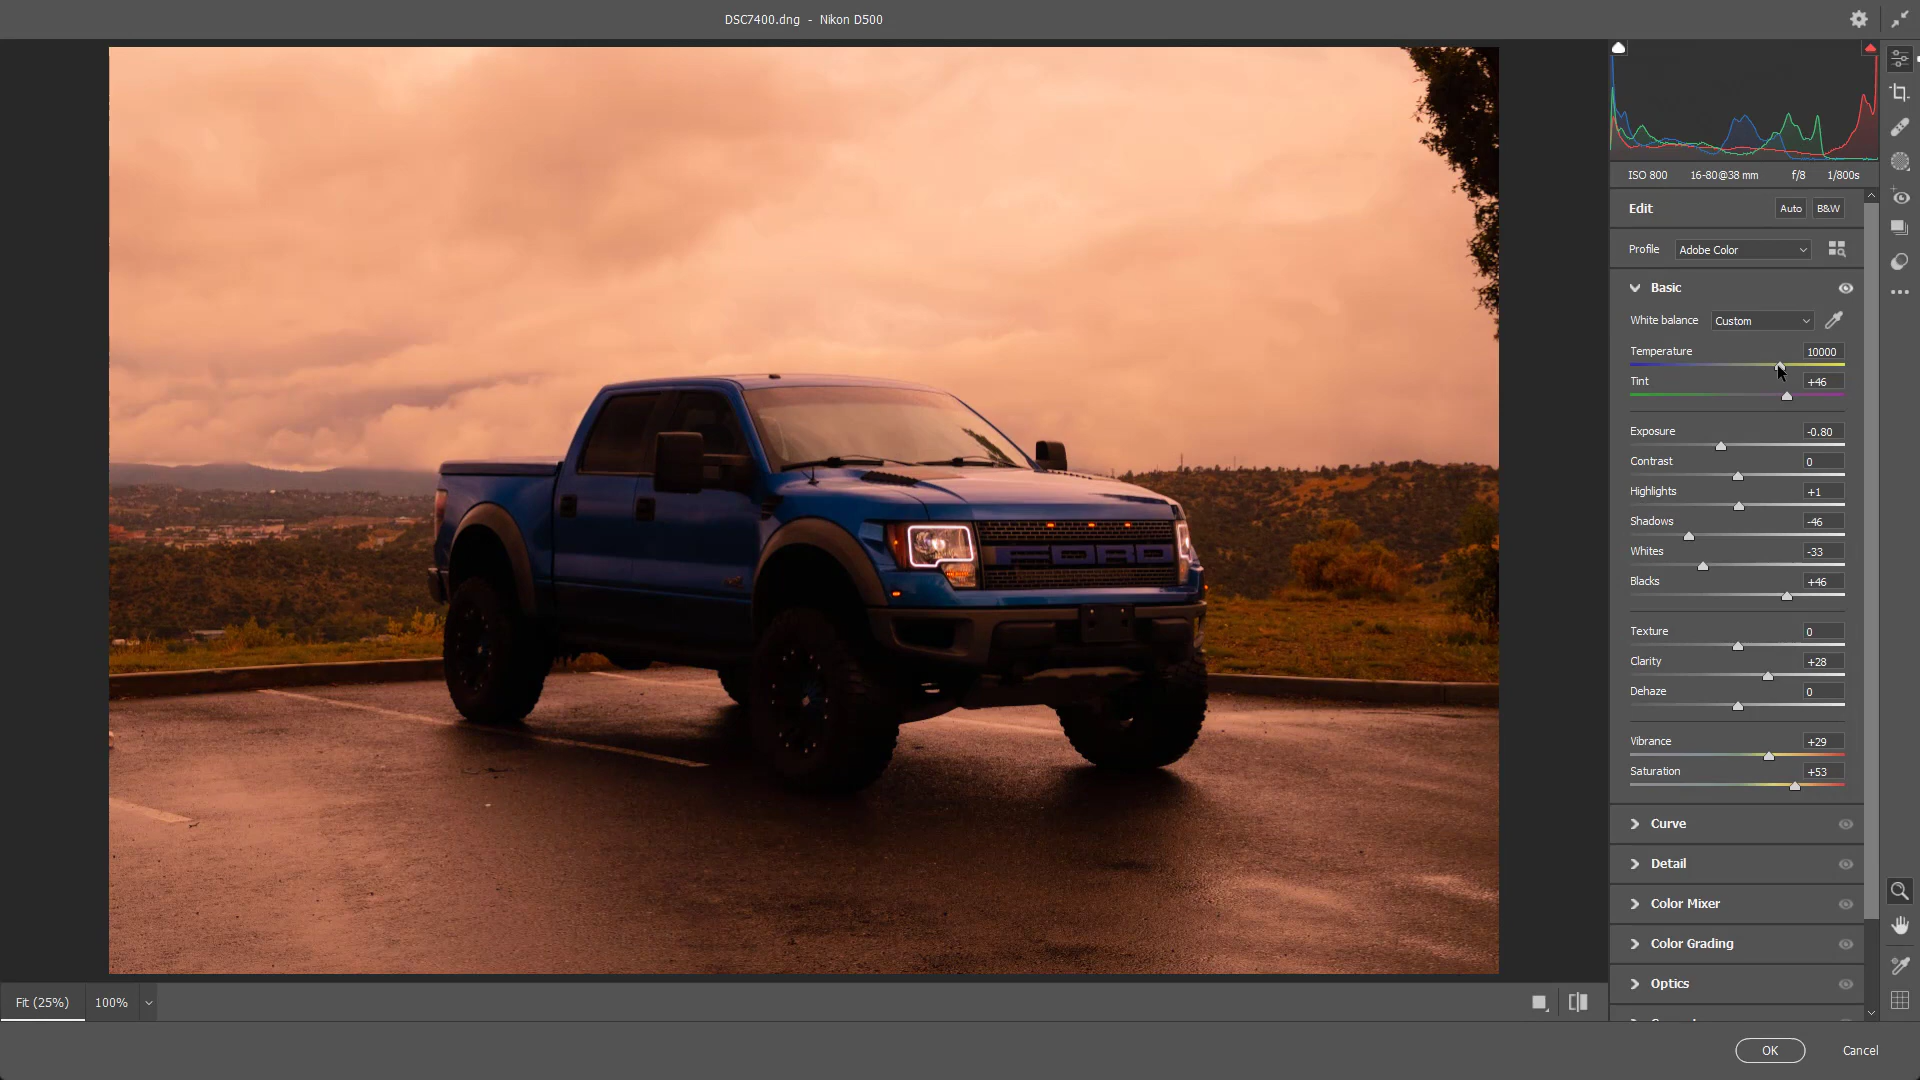 DSC7400.dng - Nikon D500
ISO 800 16-80@38 mm f/8 1/800s
Edit Auto B&W
Profile Adobe Color
Basic
White balance Custom
Temperature 10000
Tint +46
Exposure -0.80
Contrast 0
Highlights +1
Shadows -46
Whites -33
Blacks +46
Texture 0
Clarity +28
Dehaze 0
Vibrance +29
Saturation +53
Curve
Detail
Color Mixer
Color Grading
Optics
FORD
Fit (25%) 100%
OK Cancel